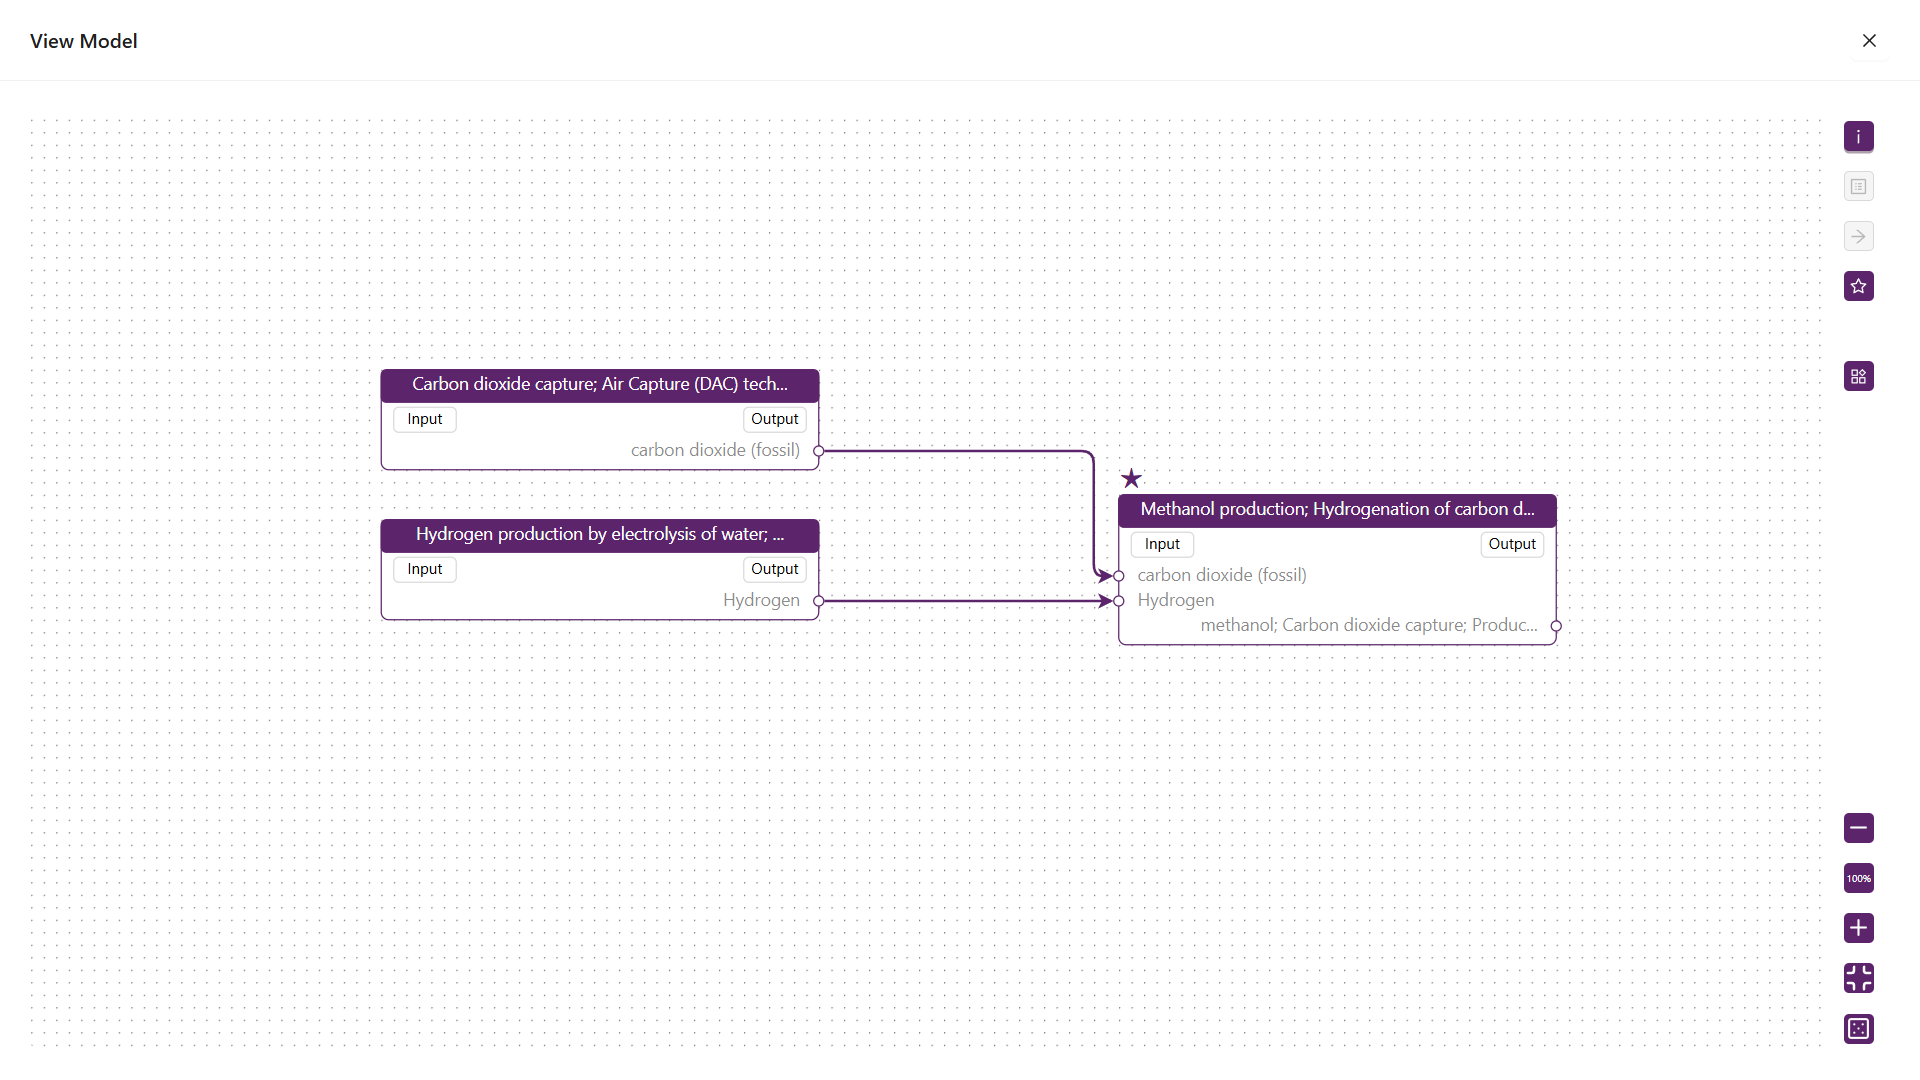 View Model
i
Carbon dioxide capture; Air Capture (DAC) tech...
Input
Output
carbon dioxide (fossil)
Hydrogen production by electrolysis of water; ...
Input
Output
Hydrogen
Methanol production; Hydrogenation of carbon d...
Input
Output
carbon dioxide (fossil)
Hydrogen
methanol; Carbon dioxide capture; Produc...
100%